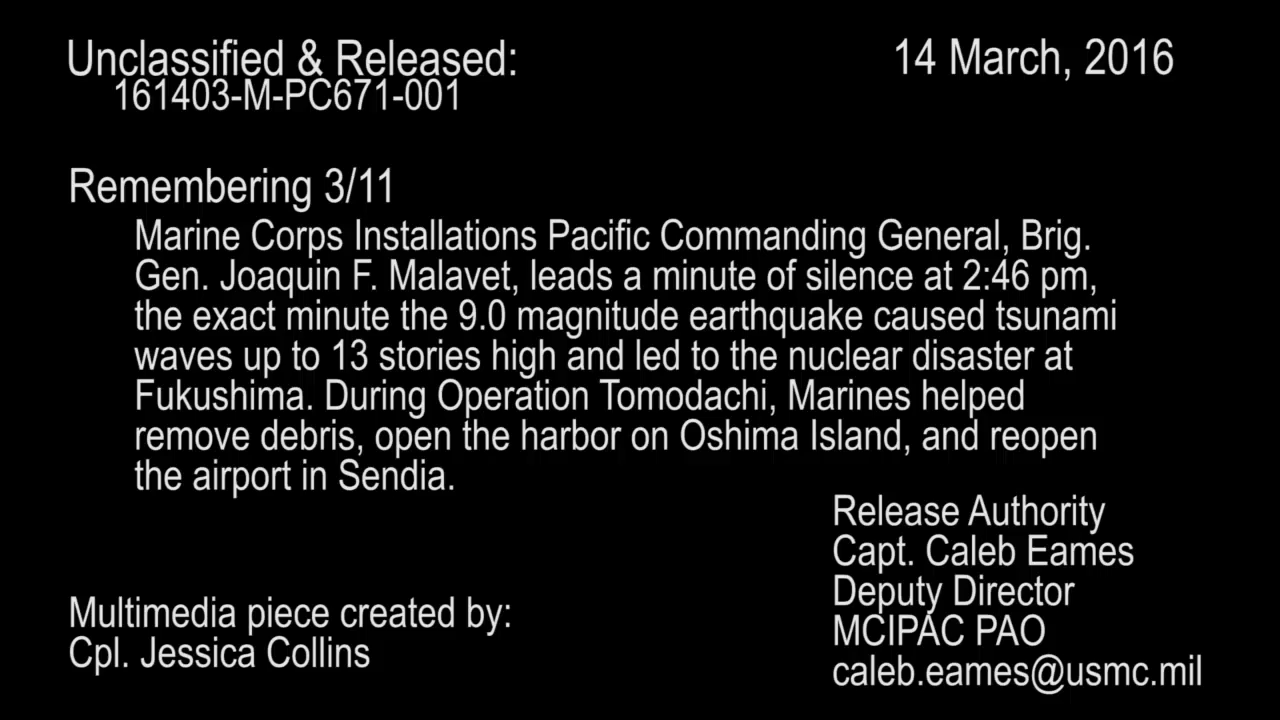 Unclassified & Released:
161403-M-PC671-001
14 March, 2016
Remembering 3/11
Marine Corps Installations Pacific Commanding General, Brig.
Gen. Joaquin F. Malavet, leads a minute of silence at 2:46 pm,
the exact minute the 9.0 magnitude earthquake caused tsunami
waves up to 13 stories high and led to the nuclear disaster at
Fukushima. During Operation Tomodachi, Marines helped
remove debris, open the harbor on Oshima Island, and reopen
the airport in Sendia.
Release Authority
Capt. Caleb Eames
Deputy Director
MCIPAC PAO
caleb.eames@usmc.mil
Multimedia piece created by:
Cpl. Jessica Collins